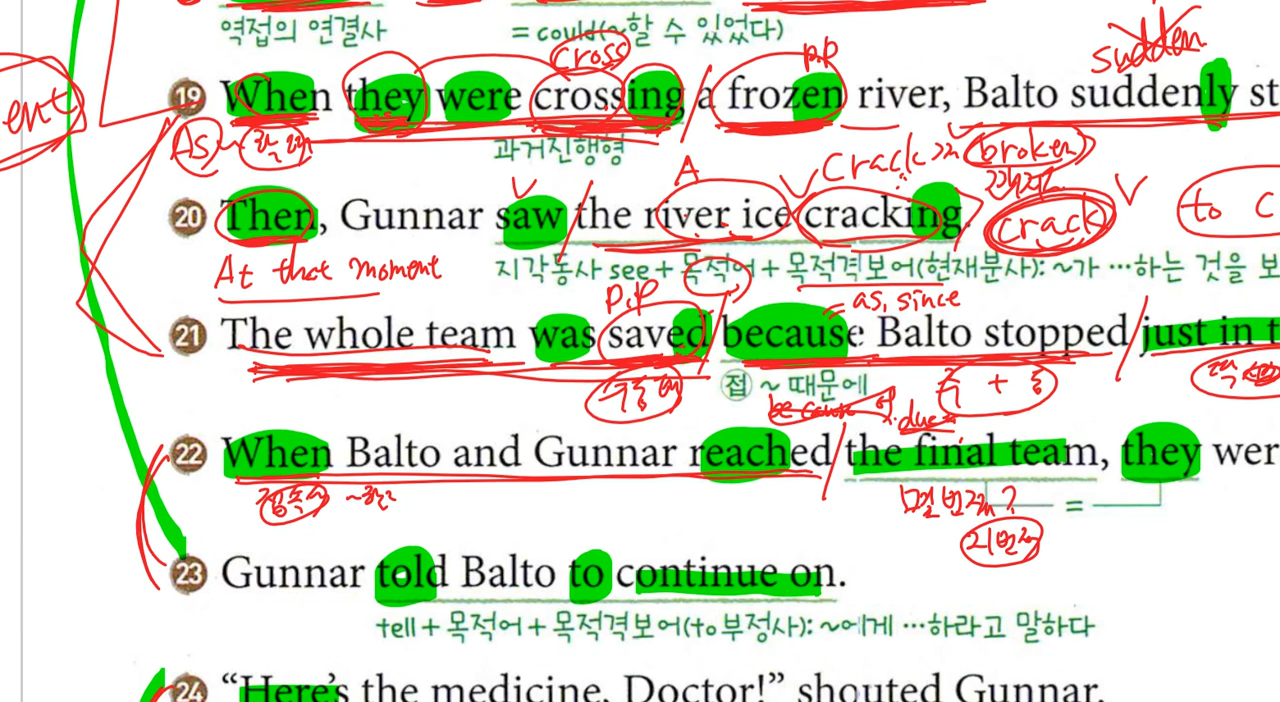 역접의 연결사 = could(~할 수 있었다)
cross p.p sudden
19 When they were crossing / a frozen river, Balto suddenly st
ent
As ~할 때 과거진행형 Crack broken
V A V
20 Then, Gunnar saw / the river ice cracking. crack V to c
At that moment 지각동사 see + 목적어 + 목적격보어(현재분사): ~가 …하는 것을 보
p.p as, since
21 The whole team was saved / because Balto stopped / just in t
수동태 접 ~ 때문에 주 + 동
because of due
22 When Balto and Gunnar reached / the final team, they wer
접속사 ~할 몇 번째? =
23 Gunnar told Balto to continue on.
tell + 목적어 + 목적격보어(to부정사): ~에게 …하라고 말하다
24 “Here’s the medicine, Doctor!” shouted Gunnar.